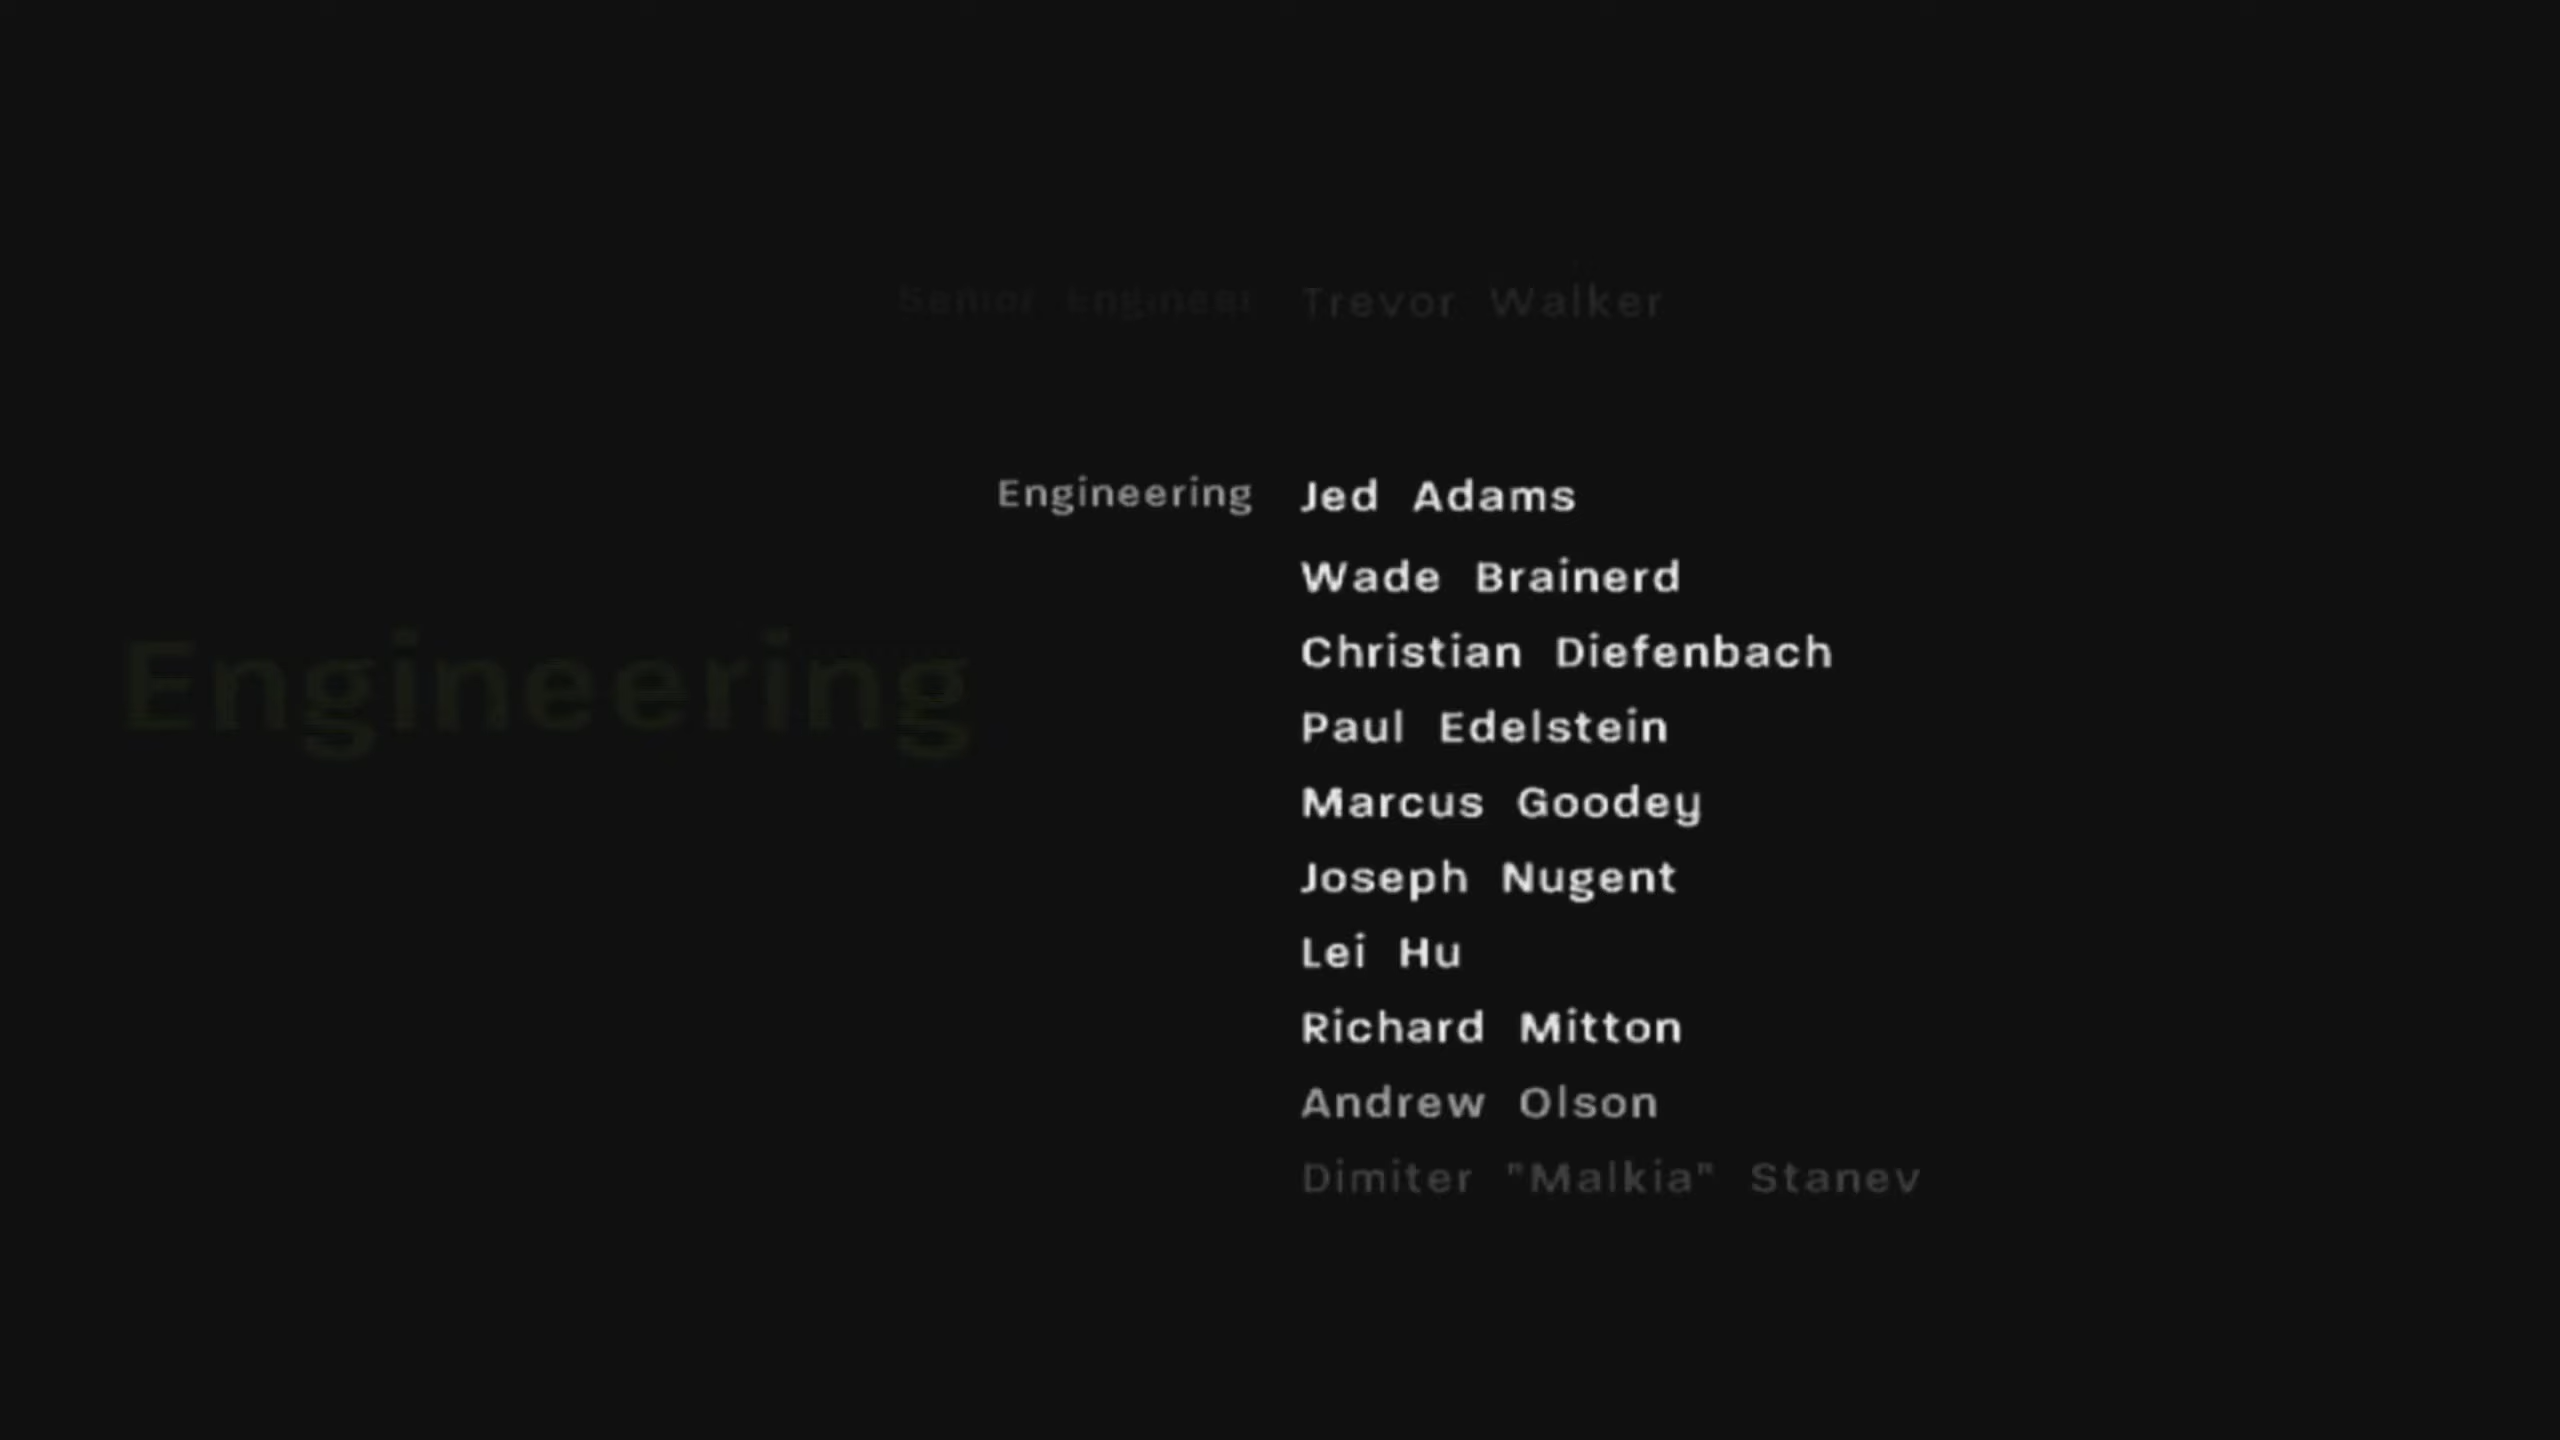 Senior Engineer Trevor Walker
Engineering Jed Adams
Wade Brainerd
Engineering
Christian Diefenbach
Paul Edelstein
Marcus Goodey
Joseph Nugent
Lei Hu
Richard Mitton
Andrew Olson
Dimiter "Malkia" Stanev